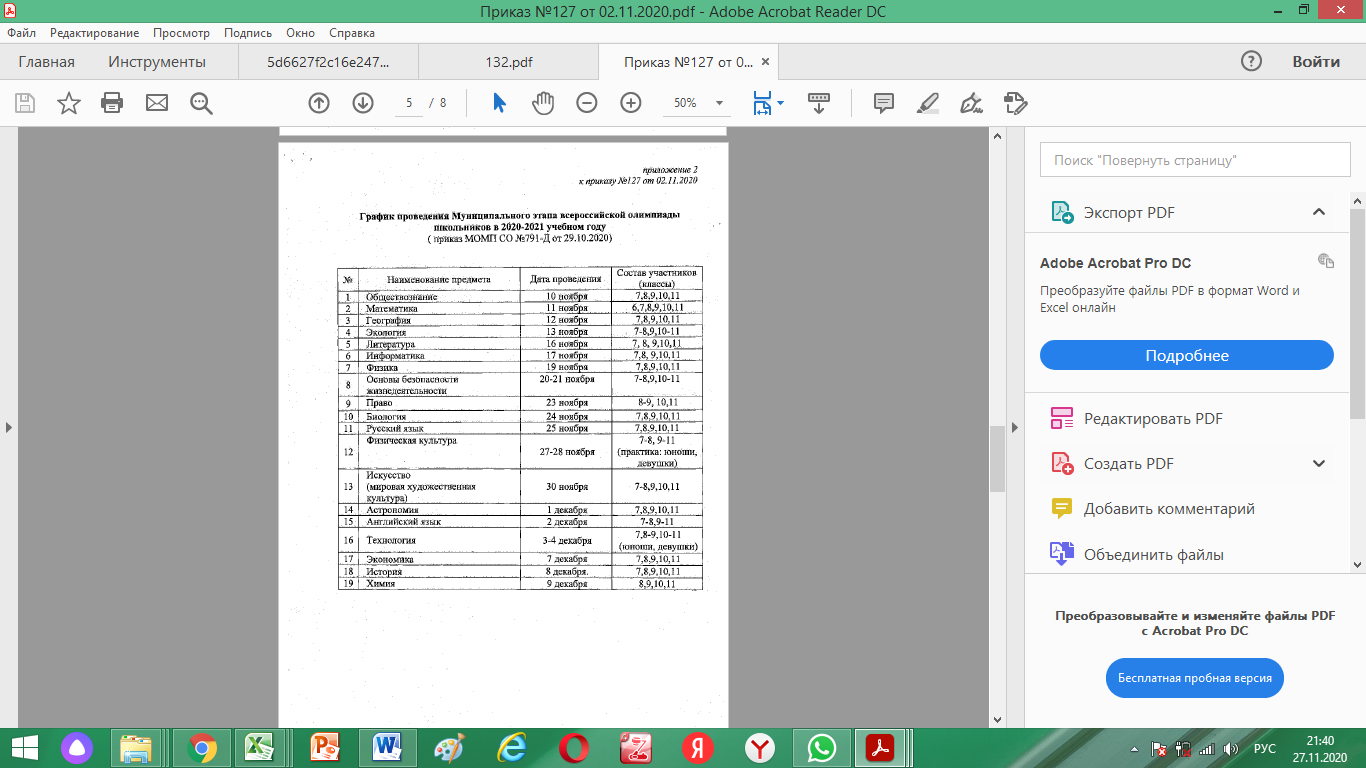 Приказ №127 от 02.11.2020.pdf - Adobe Acrobat Reader DC
Файл Редактирование Просмотр Подпись Окно Справка
Главная Инструменты 5d6627f2c16e247... 132.pdf Приказ №127 от 0... × Войти
5 / 8 50%
Поиск "Повернуть страницу"
Экспорт PDF
Adobe Acrobat Pro DC
Преобразуйте файлы PDF в формат Word и
Excel онлайн
Подробнее
Редактировать PDF
Создать PDF
Добавить комментарий
Объединить файлы
Преобразовывайте и изменяйте файлы PDF
с Acrobat Pro DC
Бесплатная пробная версия
приложение 2
к приказу №127 от 02.11.2020
График проведения Муниципального этапа всероссийской олимпиады
школьников в 2020-2021 учебном году
( приказ МОМП СО №791-Д от 29.10.2020)
№ Наименование предмета Дата проведения Состав участников
(классы)
1 Обществознание 10 ноября 7,8,9,10,11
2 Математика 11 ноября 6,7,8,9,10,11
3 География 12 ноября 7,8,9,10,11
4 Экология 13 ноября 7-8,9,10-11
5 Литература 16 ноября 7, 8, 9,10,11
6 Информатика 17 ноября 7,8, 9,10,11
7 Физика 19 ноября 7,8,9,10,11
8 Основы безопасности 20-21 ноября 7-8,9,10-11
жизнедеятельности
9 Право 23 ноября 8-9, 10,11
10 Биология 24 ноября 7,8,9,10,11
11 Русский язык 25 ноября 7,8,9,10,11
Физическая культура 7-8, 9-11
12 27-28 ноября (практика: юноши,
девушки)
Искусство
13 (мировая художественная 30 ноября 7-8,9,10,11
культура)
14 Астрономия 1 декабря 7,8,9,10,11
15 Английский язык 2 декабря 7-8,9-11
16 Технология 3-4 декабря 7,8-9,10-11
(юноши, девушки)
17 Экономика 7 декабря 7,8,9,10,11
18 История 8 декабря. 7,8,9,10,11
19 Химия 9 декабря 8,9,10,11
РУС
21:40
27.11.2020